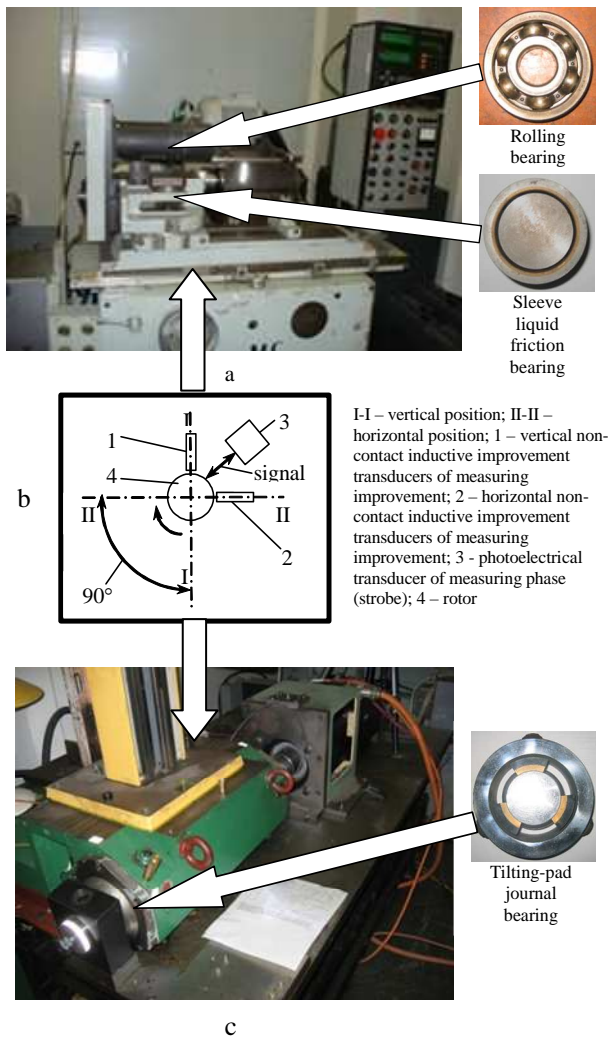 Rolling
bearing
Sleeve
liquid
friction
bearing
a
I
1
3
4
signal
b
II
II
I
2
90°
I-I – vertical position; II-II –
horizontal position; 1 – vertical non-
contact inductive improvement
transducers of measuring
improvement; 2 – horizontal non-
contact inductive improvement
transducers of measuring
improvement; 3 - photoelectrical
transducer of measuring phase
(strobe); 4 – rotor
Tilting-pad
journal
bearing
c